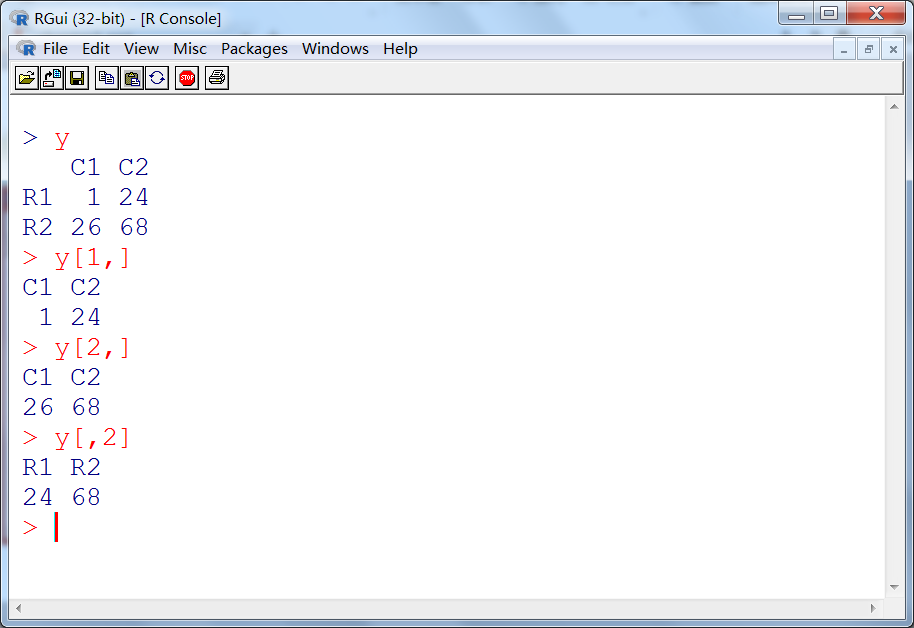 RGui (32-bit) - [R Console]
File Edit View Misc Packages Windows Help
STOP
> y
   C1 C2
R1  1 24
R2 26 68
> y[1,]
C1 C2
 1 24
> y[2,]
C1 C2
26 68
> y[,2]
R1 R2
24 68
>